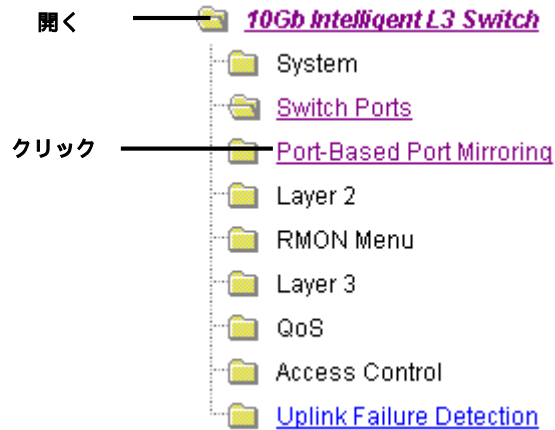 開く
10Gb Intelligent L3 Switch
System
Switch Ports
クリック
Port-Based Port Mirroring
Layer 2
RMON Menu
Layer 3
QoS
Access Control
Uplink Failure Detection